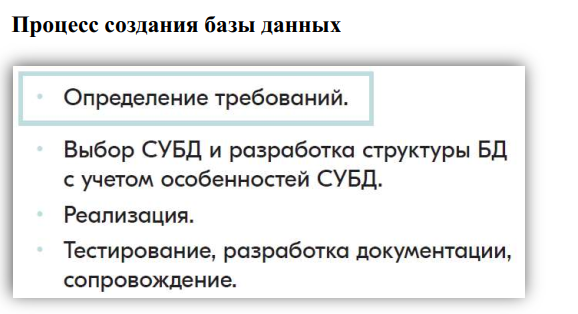 Процесс создания базы данных
• Определение требований.
• Выбор СУБД и разработка структуры БД
с учетом особенностей СУБД.
• Реализация.
• Тестирование, разработка документации,
сопровождение.